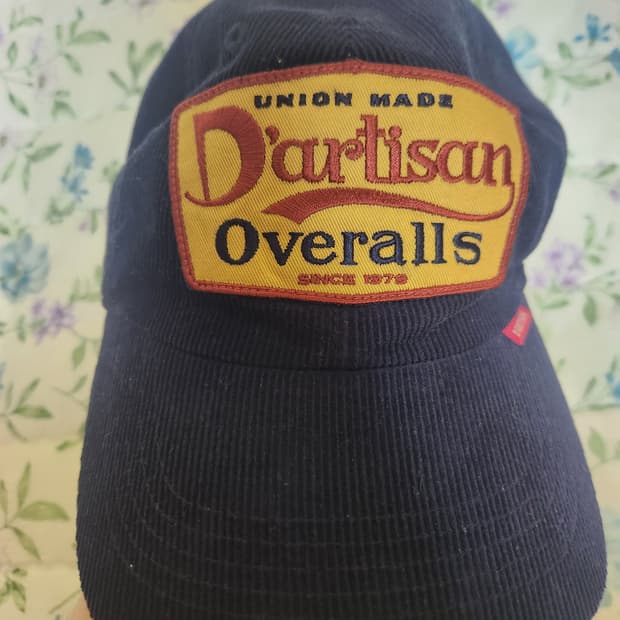 UNION MADE
D'artisan
Overalls
SINCE 1979